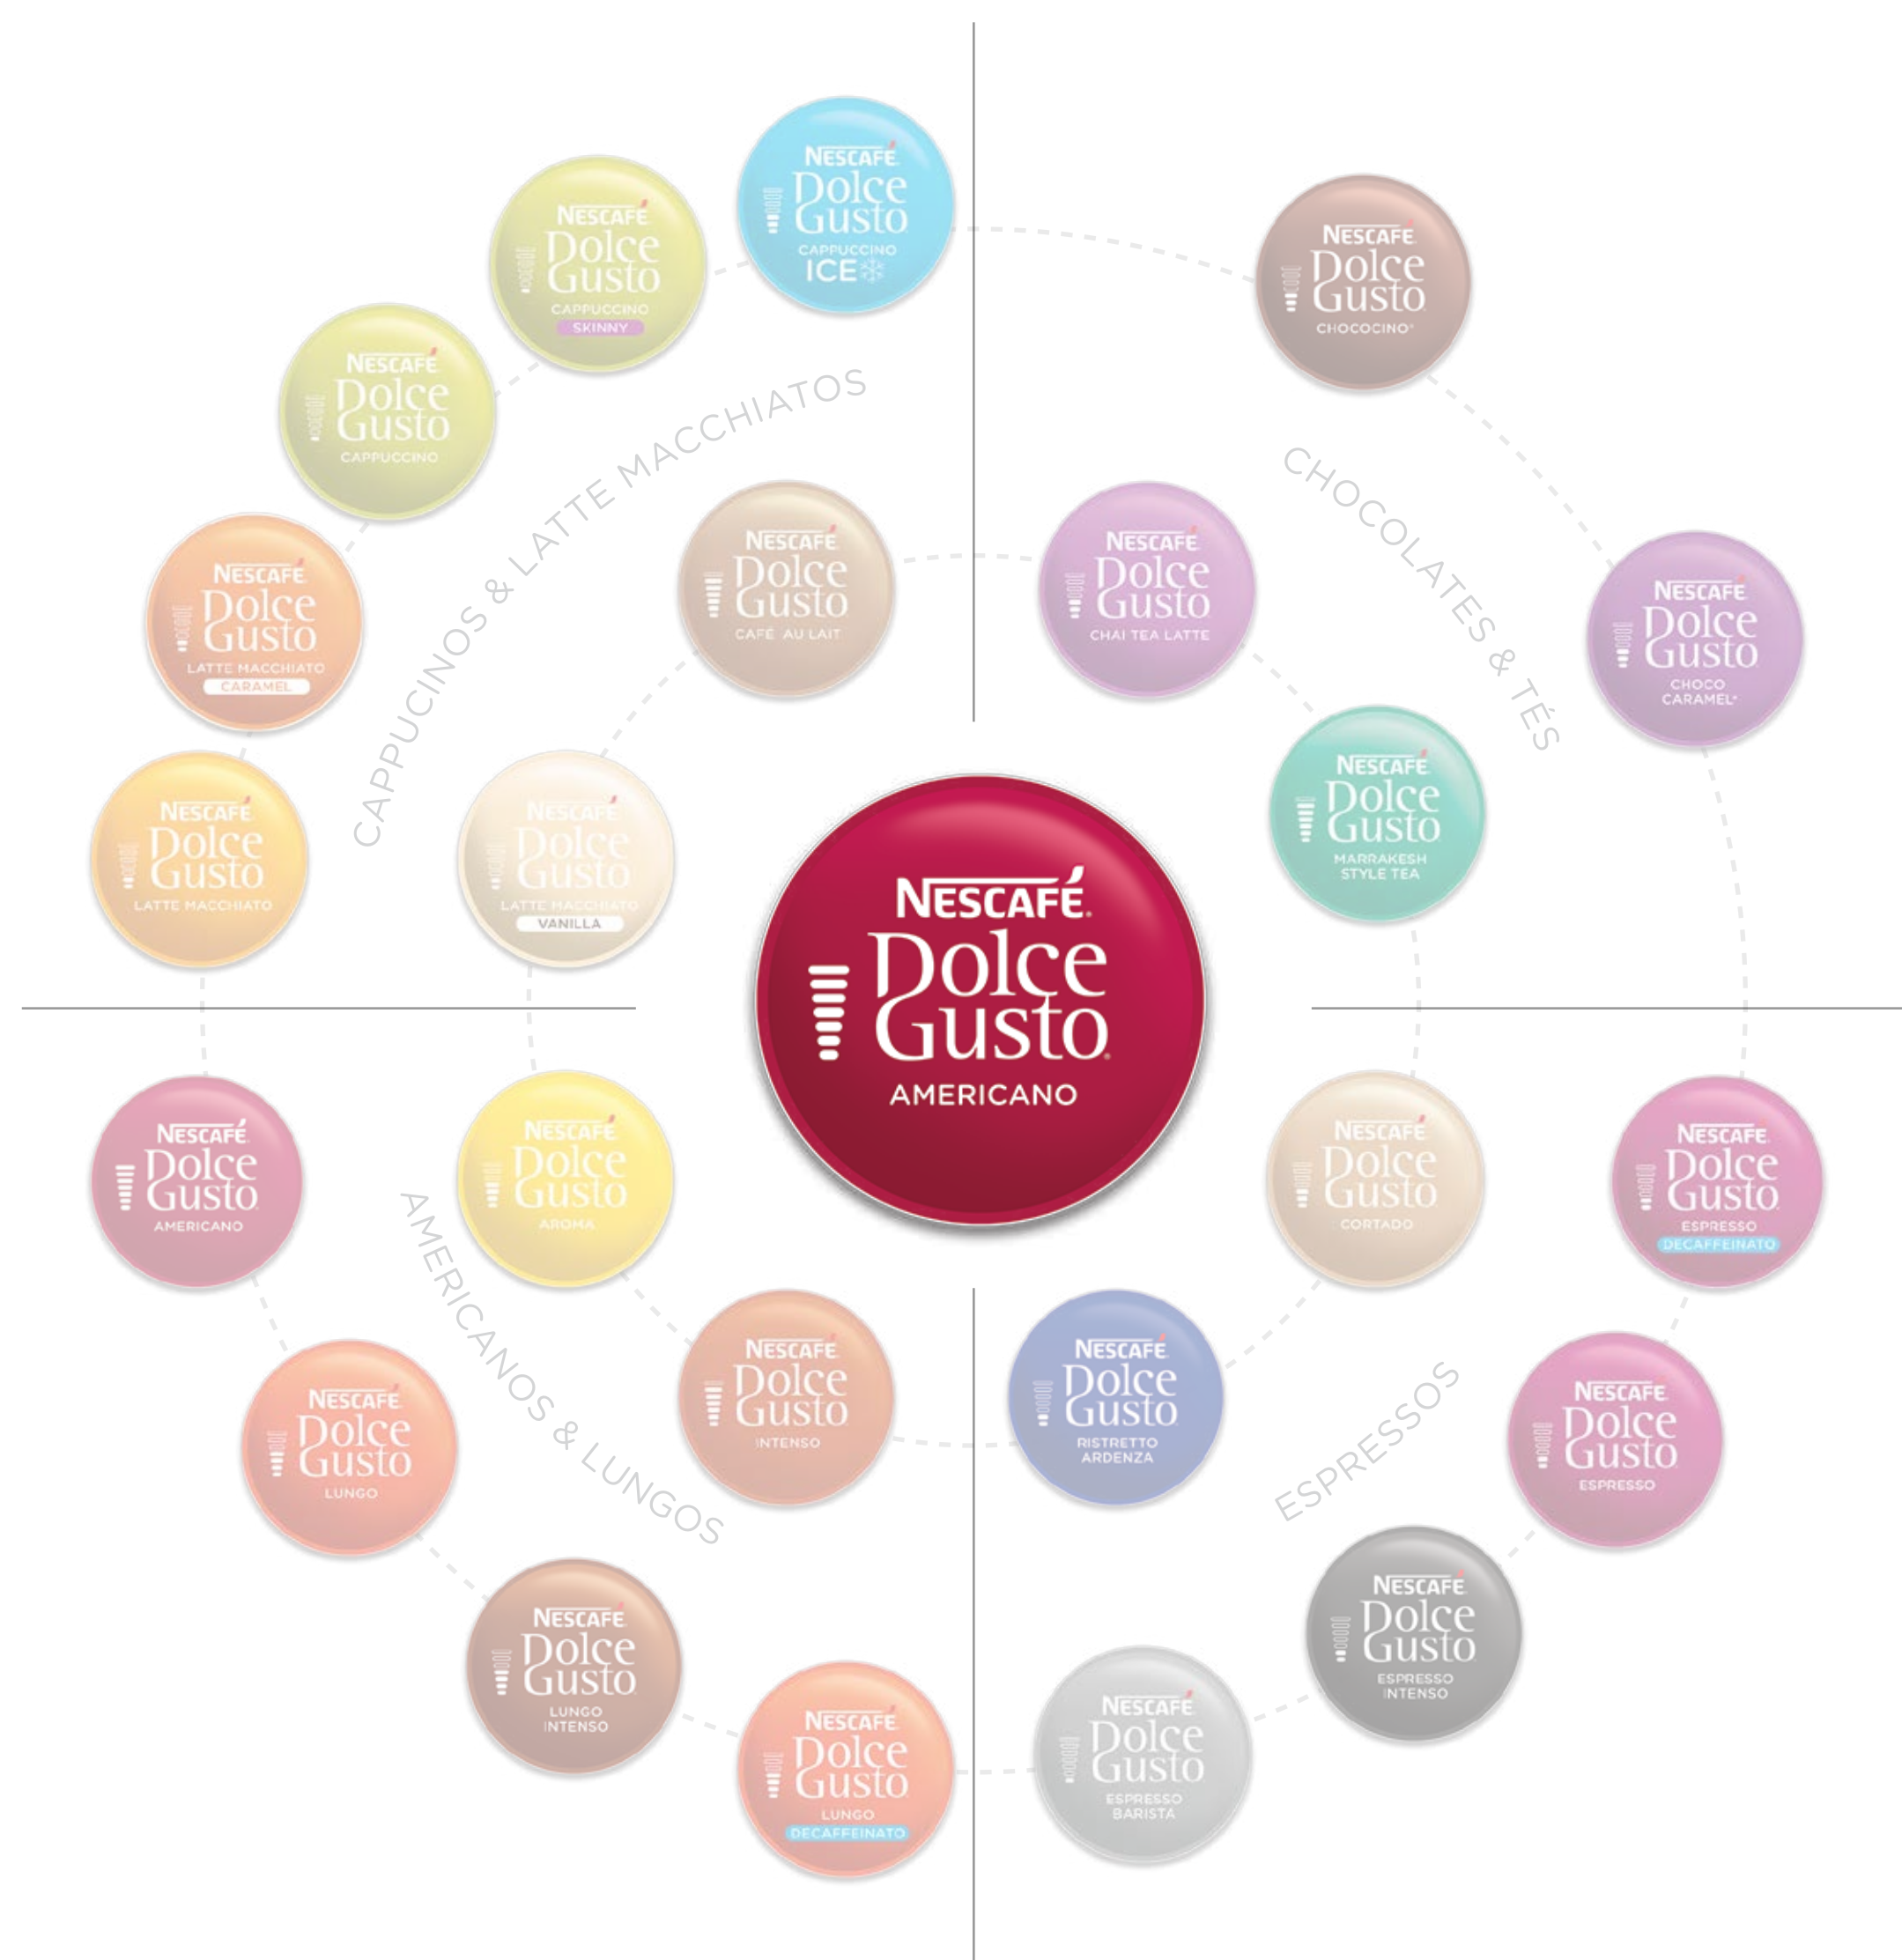 NESCAFÉ
Dolce
Gusto
CAPPUCCINO
ICE
NESCAFÉ
Dolce
Gusto
CAPPUCCINO
SKINNY
NESCAFÉ
Dolce
Gusto
CAPPUCCINO
NESCAFÉ
Dolce
Gusto
LATTE MACCHIATO
CARAMEL
NESCAFÉ
Dolce
Gusto
LATTE MACCHIATO
CAPPUCINOS & LATTE MACCHIATOS
NESCAFÉ
Dolce
Gusto
CAFÉ AU LAIT
NESCAFÉ
Dolce
Gusto
LATTE MACCHIATO
VANILLA
NESCAFÉ
Dolce
Gusto
CHOCOCINO®
NESCAFÉ
Dolce
Gusto
CHOCO
CARAMEL®
CHOCOLATES & TÉS
NESCAFÉ
Dolce
Gusto
CHAI TEA LATTE
NESCAFÉ
Dolce
Gusto
MARRAKESH
STYLE TEA
NESCAFÉ®
Dolce
Gusto®
AMERICANO
NESCAFÉ
Dolce
Gusto
AMERICANO
NESCAFÉ
Dolce
Gusto
AROMA
AMERICANOS & LUNGOS
NESCAFÉ
Dolce
Gusto
INTENSO
NESCAFÉ
Dolce
Gusto
LUNGO
NESCAFÉ
Dolce
Gusto
LUNGO
INTENSO
NESCAFÉ
Dolce
Gusto
LUNGO
DECAFFEINATO
NESCAFÉ
Dolce
Gusto
CORTADO
NESCAFÉ
Dolce
Gusto
ESPRESSO
DECAFFEINATO
NESCAFÉ
Dolce
Gusto
RISTRETTO
ARDENZA
ESPRESSOS
NESCAFÉ
Dolce
Gusto
ESPRESSO
NESCAFÉ
Dolce
Gusto
ESPRESSO
INTENSO
NESCAFÉ
Dolce
Gusto
ESPRESSO
BARISTA